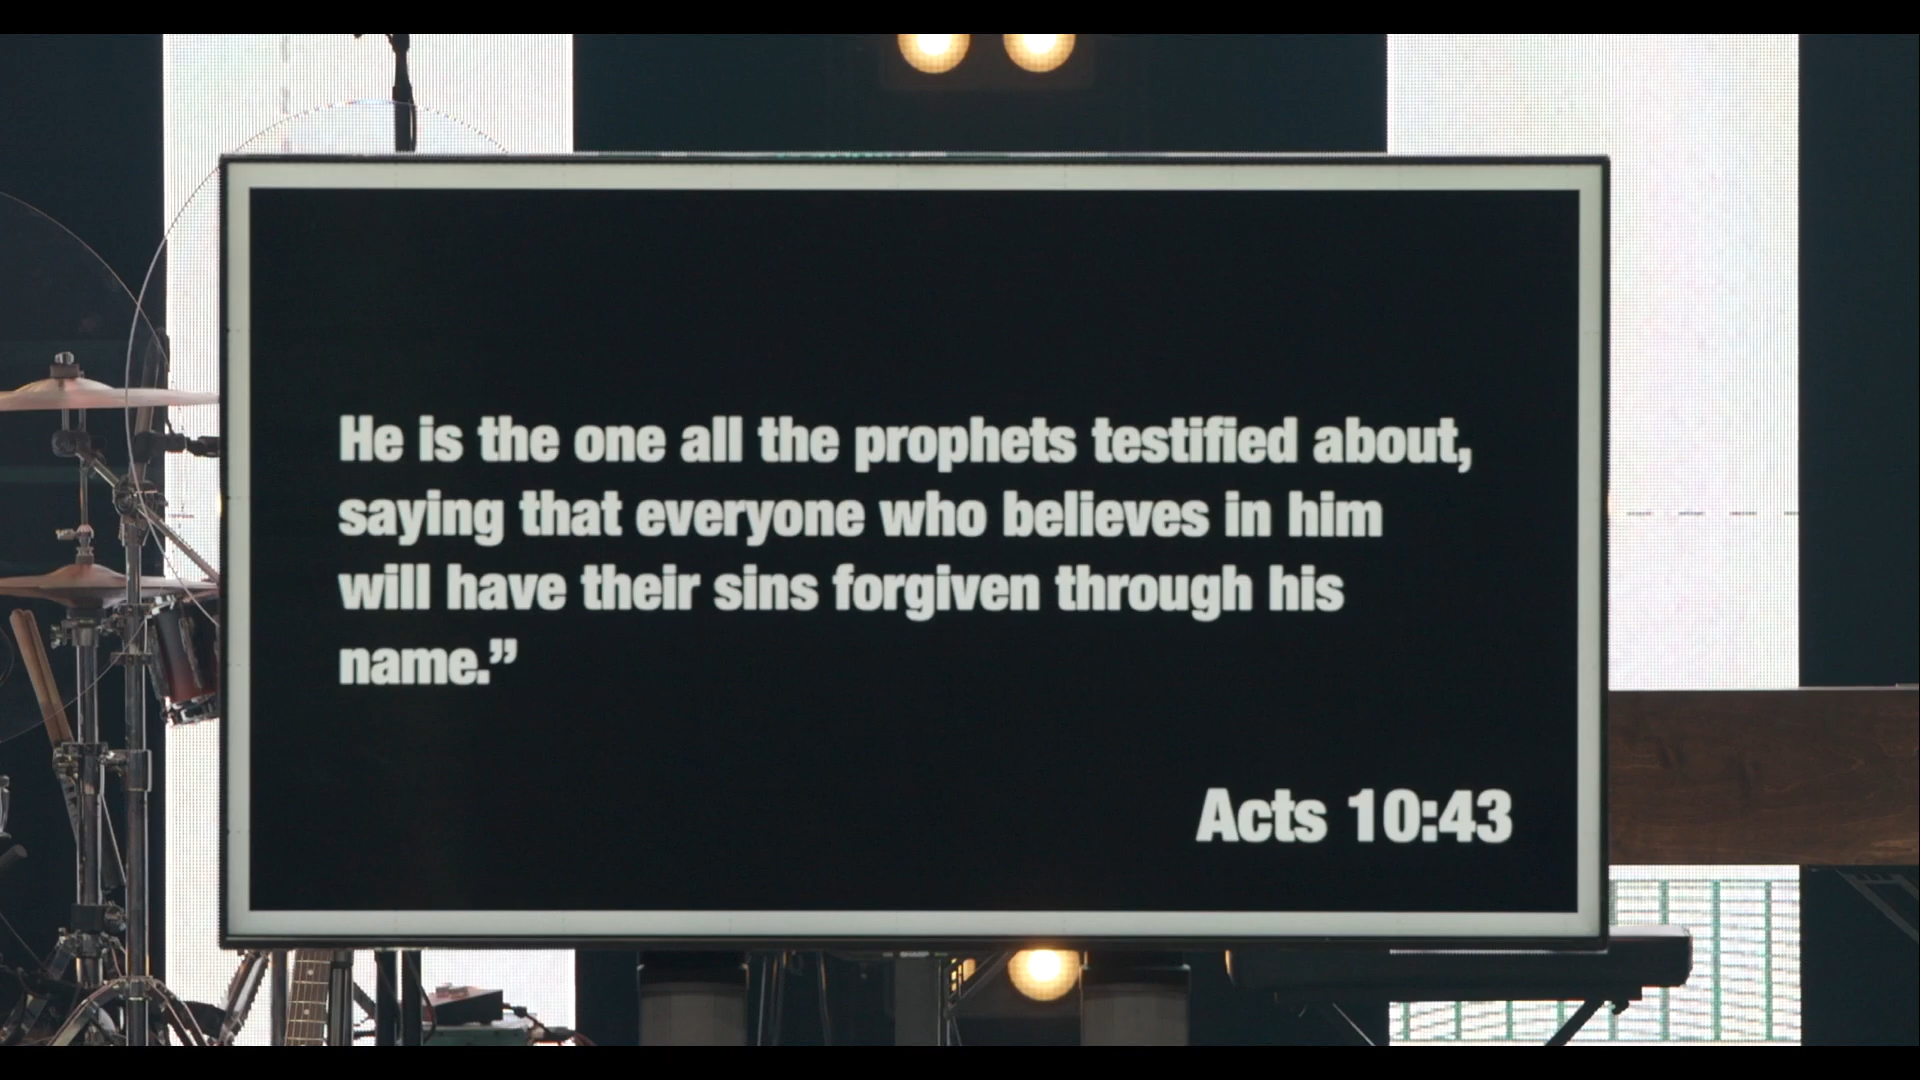 He is the one all the prophets testified about,
saying that everyone who believes in him
will have their sins forgiven through his
name.”
Acts 10:43